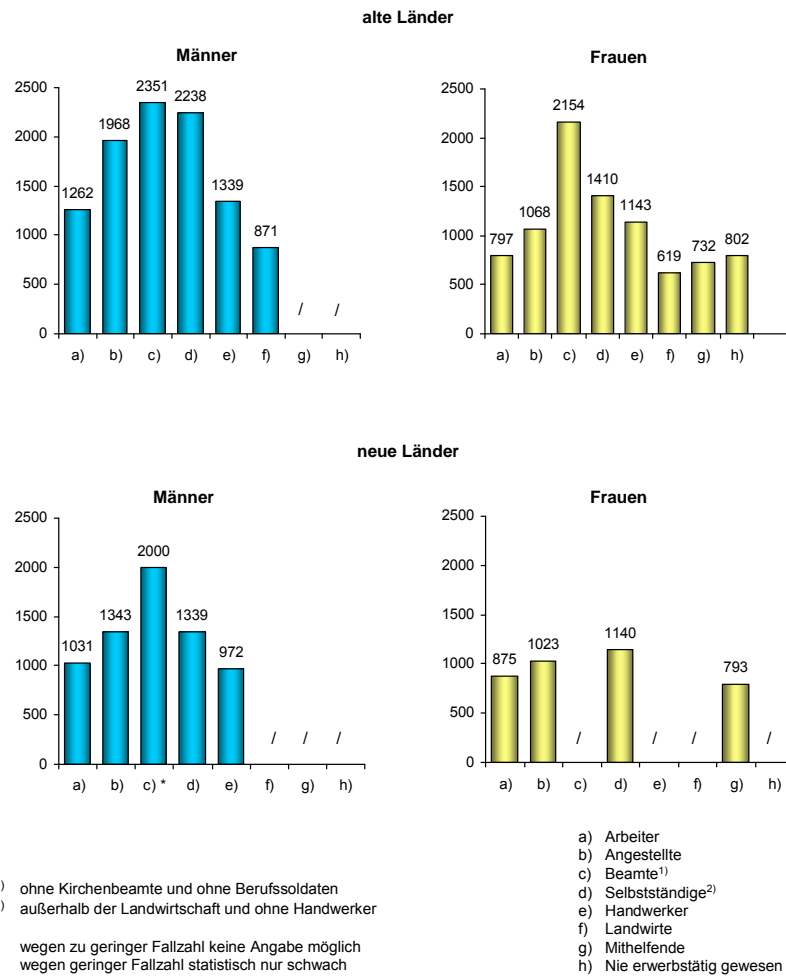 alte Länder
Männer
2500
2000
1500
1000
500
0
1262
1968
2351
2238
1339
871
/ /
a) b) c) d) e) f) g) h)
Frauen
2500
2000
1500
1000
500
0
797
1068
2154
1410
1143
619
732
802
a) b) c) d) e) f) g) h)
neue Länder
Männer
2500
2000
1500
1000
500
0
1031
1343
2000
1339
972
/ / /
a) b) c) * d) e) f) g) h)
Frauen
2500
2000
1500
1000
500
0
875
1023
/
1140
/ /
793
/
a) b) c) d) e) f) g) h)
) ohne Kirchenbeamte und ohne Berufssoldaten
) außerhalb der Landwirtschaft und ohne Handwerker
wegen zu geringer Fallzahl keine Angabe möglich
wegen geringer Fallzahl statistisch nur schwach
a) Arbeiter
b) Angestellte
c) Beamte1)
d) Selbstständige2)
e) Handwerker
f) Landwirte
g) Mithelfende
h) Nie erwerbstätig gewesen